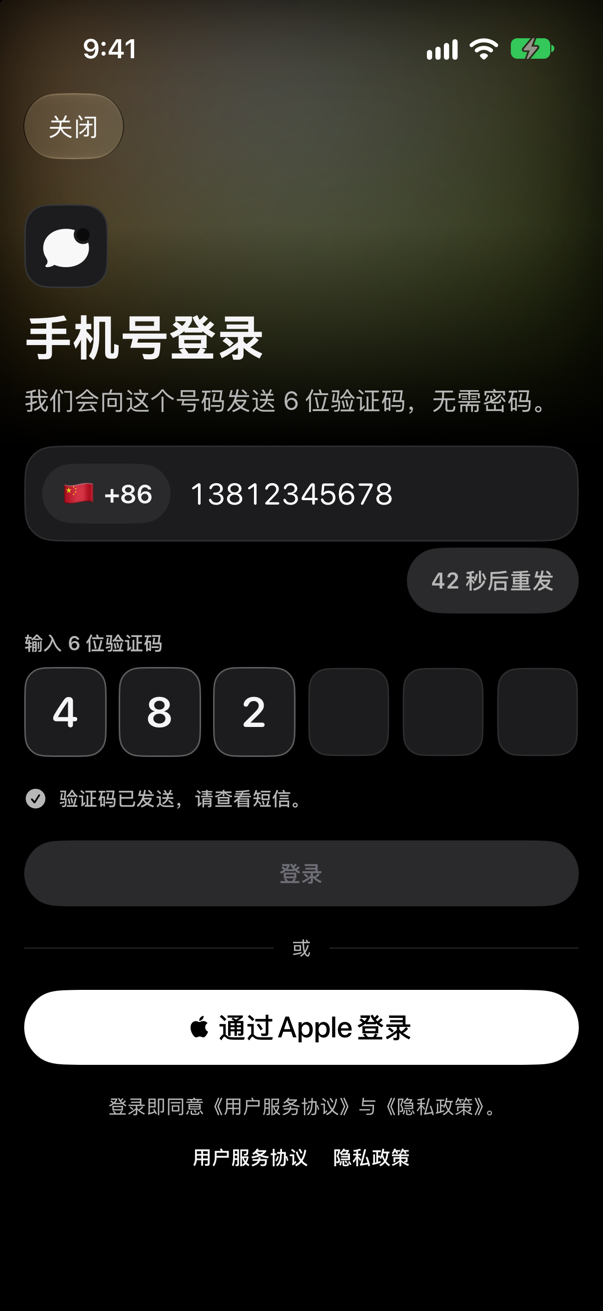 9:41
关闭
手机号登录
我们会向这个号码发送 6 位验证码，无需密码。
+86 13812345678
42 秒后重发
输入 6 位验证码
4 8 2
验证码已发送，请查看短信。
登录
或
通过 Apple 登录
登录即同意《用户服务协议》与《隐私政策》。
用户服务协议 隐私政策